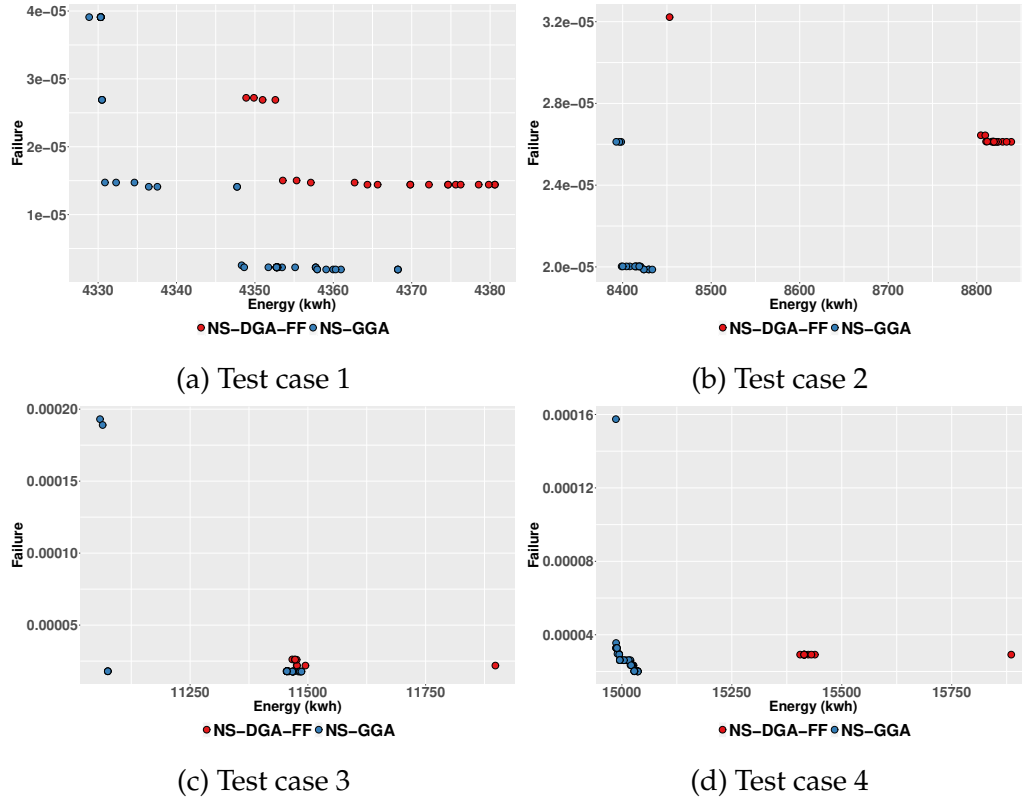 4e−05
3e−05
2e−05
1e−05
Failure
4330 4340 4350 4360 4370 4380
Energy (kwh)
NS−DGA−FF NS−GGA
(a) Test case 1
3.2e−05
2.8e−05
2.4e−05
2.0e−05
Failure
8400 8500 8600 8700 8800
Energy (kwh)
NS−DGA−FF NS−GGA
(b) Test case 2
0.00020
0.00015
0.00010
0.00005
Failure
11250 11500 11750
Energy (kwh)
NS−DGA−FF NS−GGA
(c) Test case 3
0.00016
0.00012
0.00008
0.00004
Failure
15000 15250 15500 15750
Energy (kwh)
NS−DGA−FF NS−GGA
(d) Test case 4